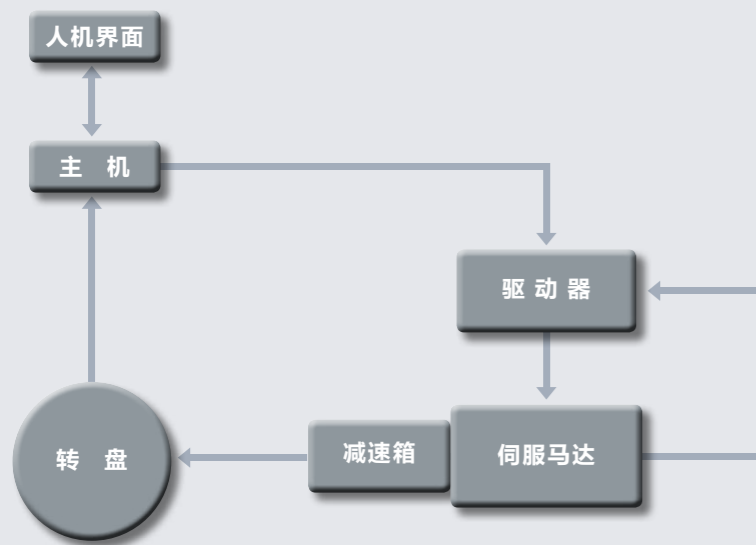 人机界面
主 机
驱 动 器
减速箱
伺服马达
转 盘